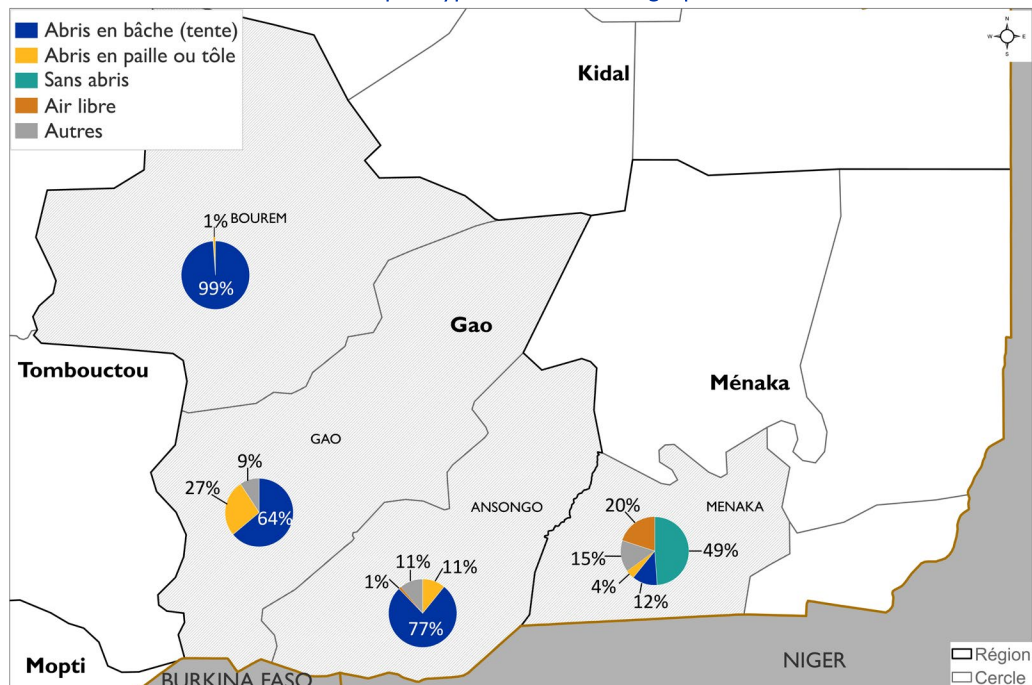 Abris en bâche (tente)
Abris en paille ou tôle
Sans abris
Air libre
Autres
N
W E
S
Kidal
1% BOUREM
99%
Gao
Tombouctou
Ménaka
GAO
9%
27%
64%
ANSONGO
MENAKA
20%
49%
15%
4%
12%
11%
11%
1%
77%
Mopti
BURKINA FASO
NIGER
Région
Cercle